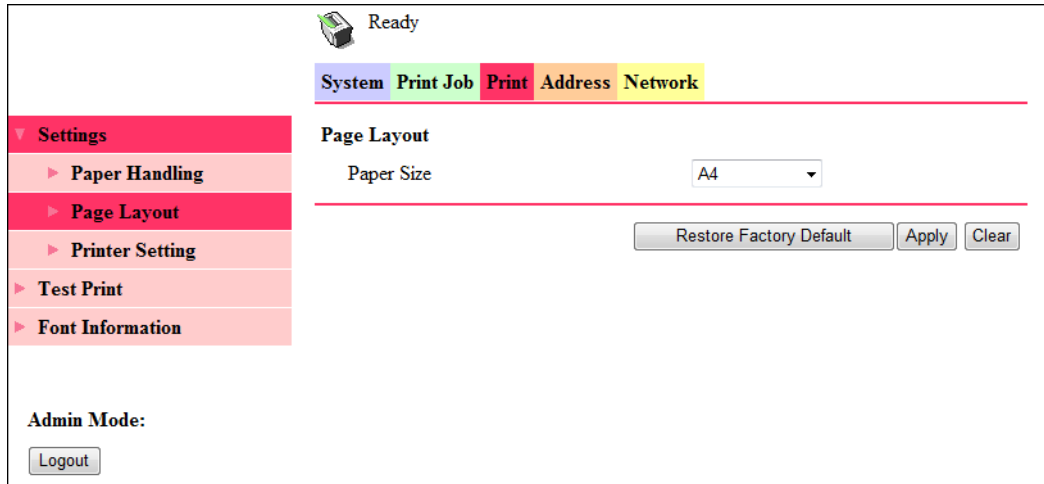 Ready
System Print Job Print Address Network
Settings
Paper Handling
Page Layout
Printer Setting
Test Print
Font Information
Admin Mode:
Logout
Page Layout
Paper Size A4
Restore Factory Default Apply Clear